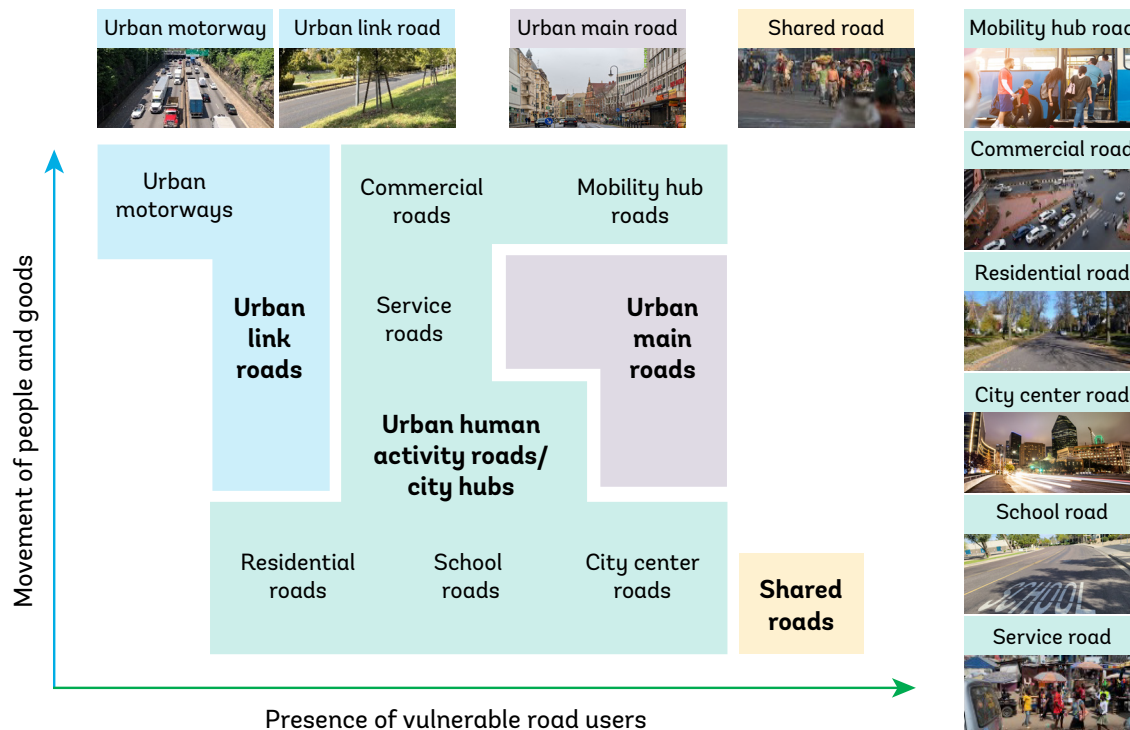 Urban motorway
Urban link road
Urban main road
Shared road
Mobility hub road
Commercial road
Residential road
City center road
School road
SCHOOL
Service road
Movement of people and goods
Urban
motorways
Commercial
roads
Mobility hub
roads
Urban
link
roads
Service
roads
Urban
main
roads
Urban human
activity roads/
city hubs
Residential
roads
School
roads
City center
roads
Shared
roads
Presence of vulnerable road users